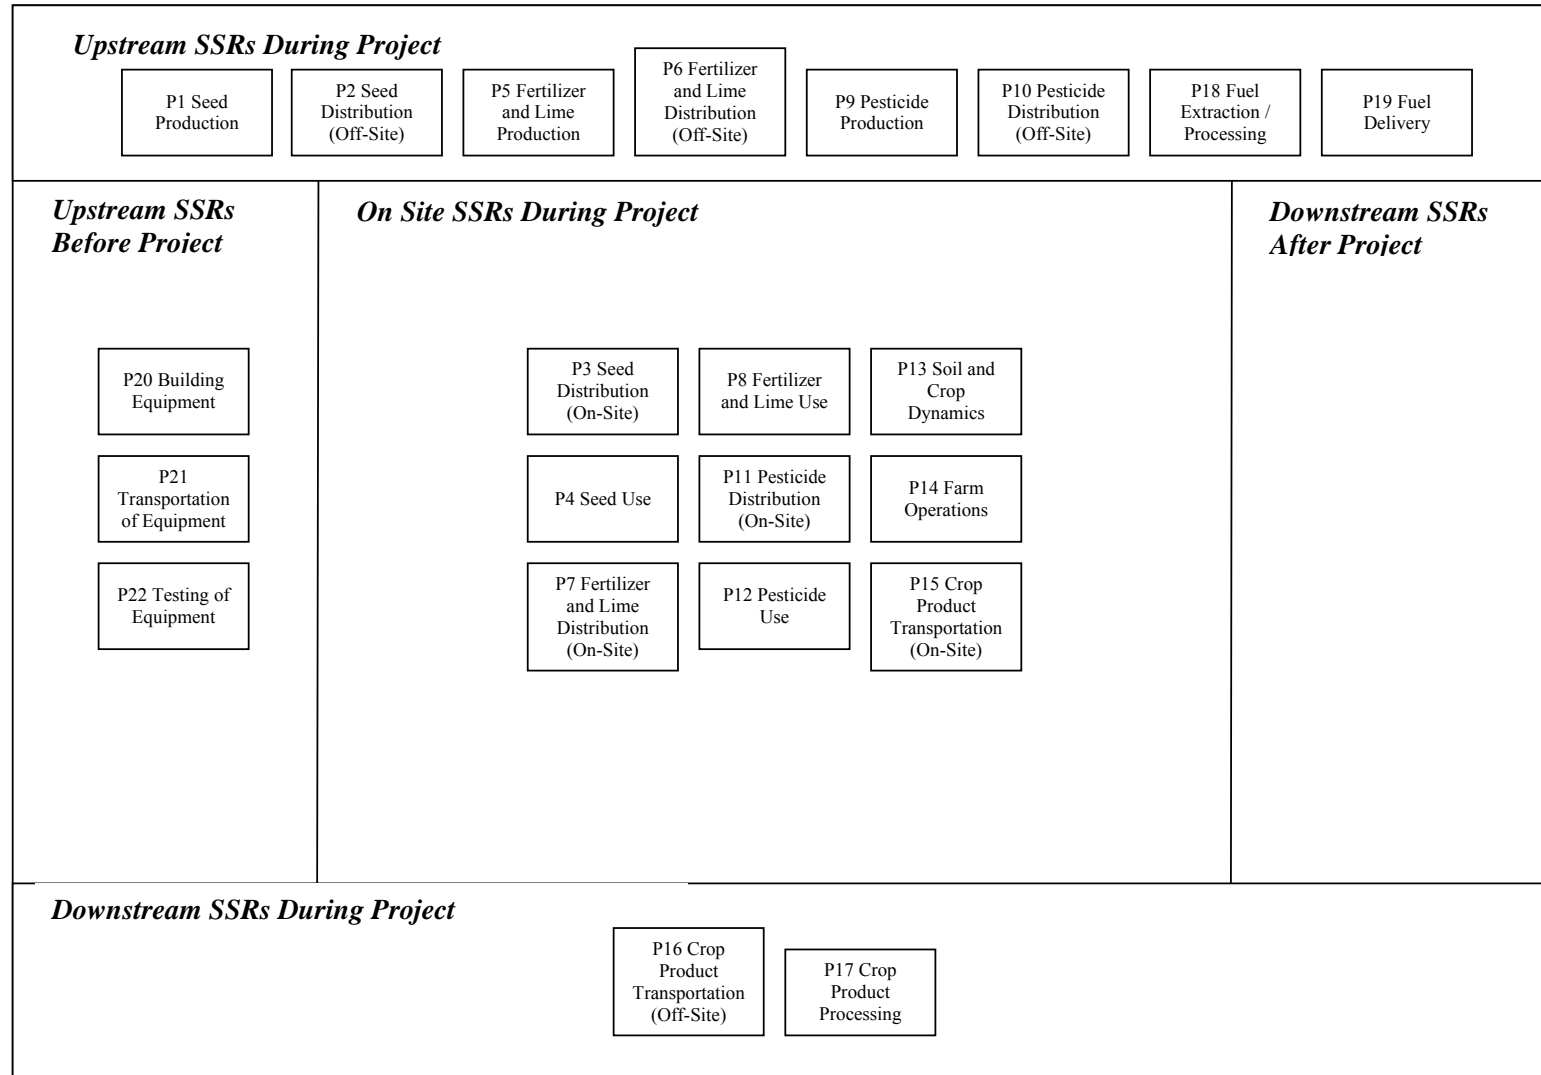 Upstream SSRs During Project
P1 Seed
Production
P2 Seed
Distribution
(Off-Site)
P5 Fertilizer
and Lime
Production
P6 Fertilizer
and Lime
Distribution
(Off-Site)
P9 Pesticide
Production
P10 Pesticide
Distribution
(Off-Site)
P18 Fuel
Extraction /
Processing
P19 Fuel
Delivery
Upstream SSRs
Before Project
On Site SSRs During Project
Downstream SSRs
After Project
P20 Building
Equipment
P21
Transportation
of Equipment
P22 Testing of
Equipment
P3 Seed
Distribution
(On-Site)
P8 Fertilizer
and Lime Use
P13 Soil and
Crop
Dynamics
P4 Seed Use
P11 Pesticide
Distribution
(On-Site)
P14 Farm
Operations
P7 Fertilizer
and Lime
Distribution
(On-Site)
P12 Pesticide
Use
P15 Crop
Product
Transportation
(On-Site)
Downstream SSRs During Project
P16 Crop
Product
Transportation
(Off-Site)
P17 Crop
Product
Processing